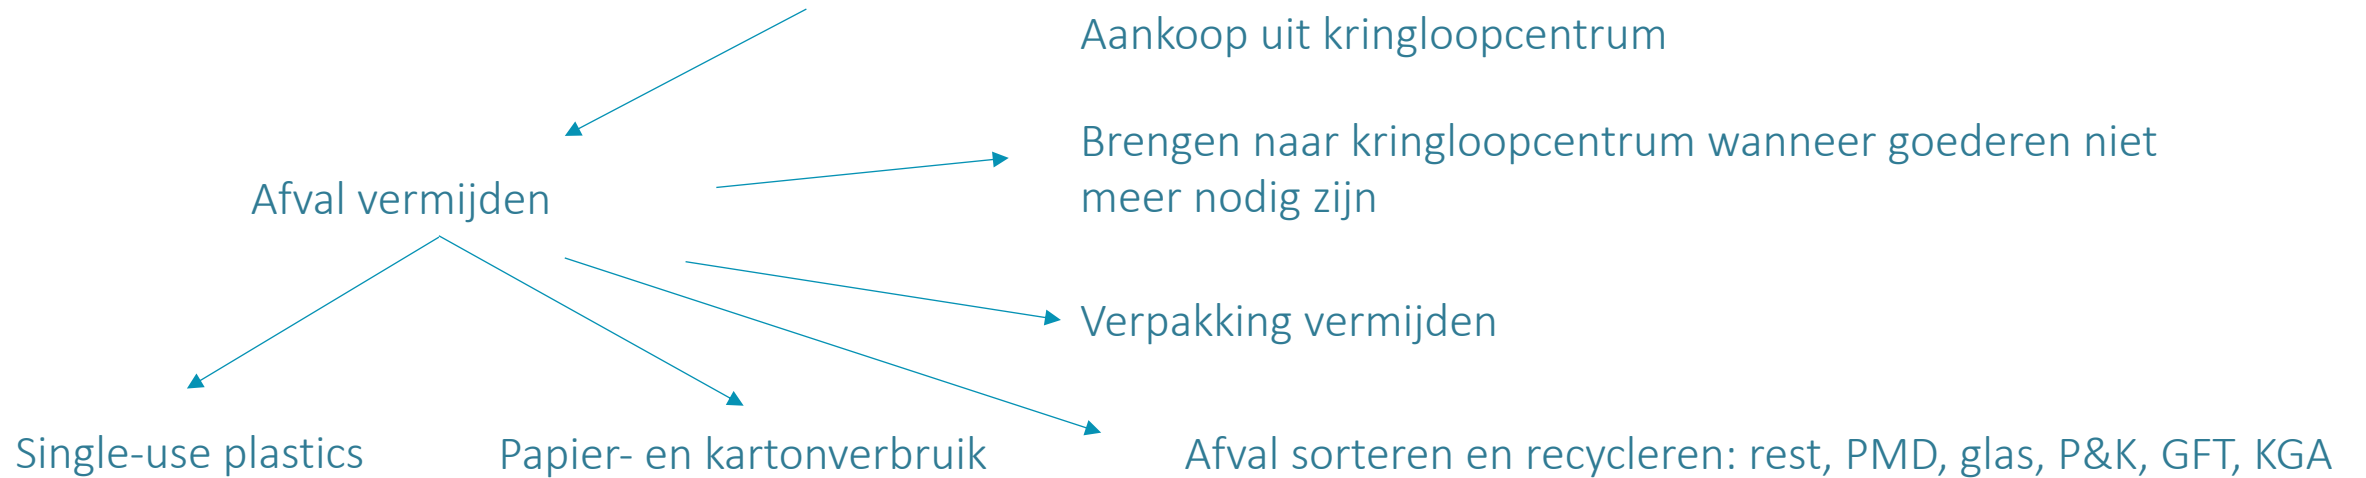 Aankoop uit kringloopcentrum
Brengen naar kringloopcentrum wanneer goederen niet
meer nodig zijn
Afval vermijden
Verpakking vermijden
Single-use plastics
Papier- en kartonverbruik
Afval sorteren en recycleren: rest, PMD, glas, P&K, GFT, KGA